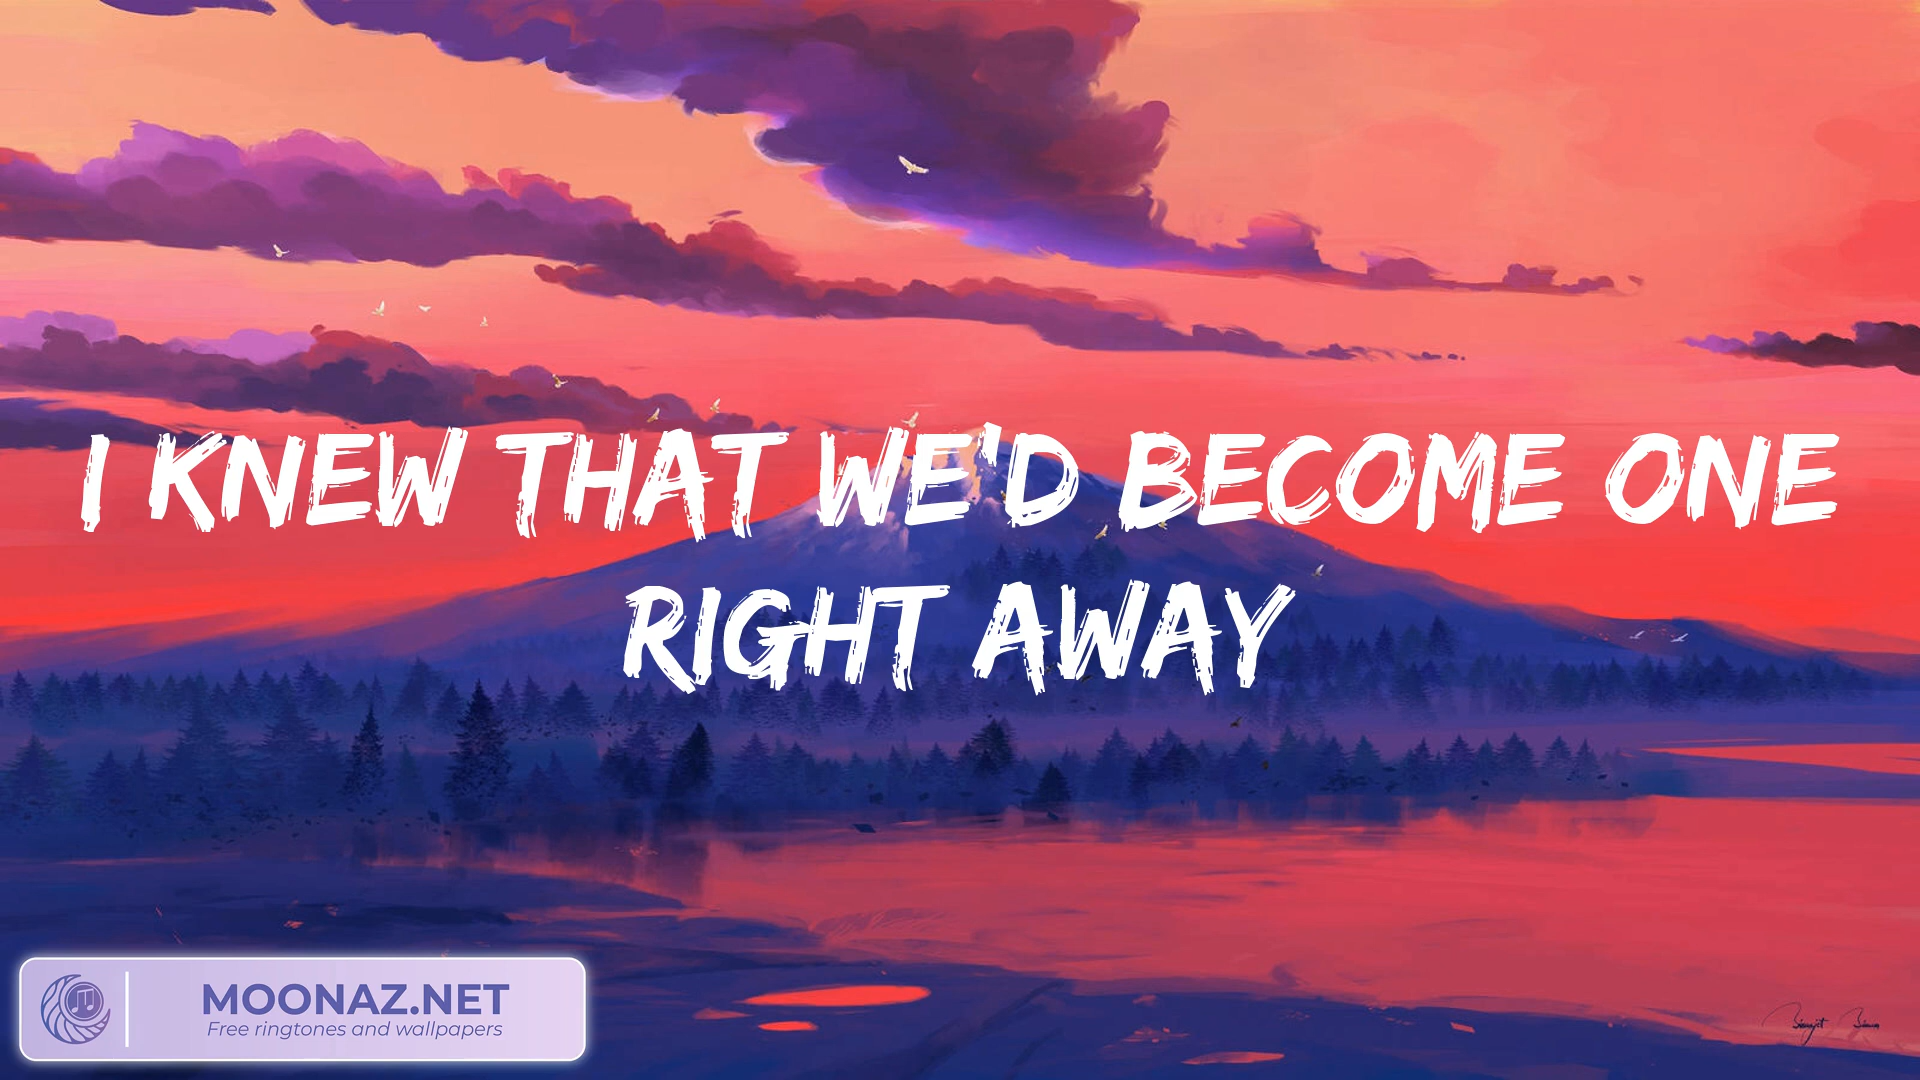 I KNEW THAT WE'D BECOME ONE
RIGHT AWAY
MOONAZ.NET
Free ringtones and wallpapers